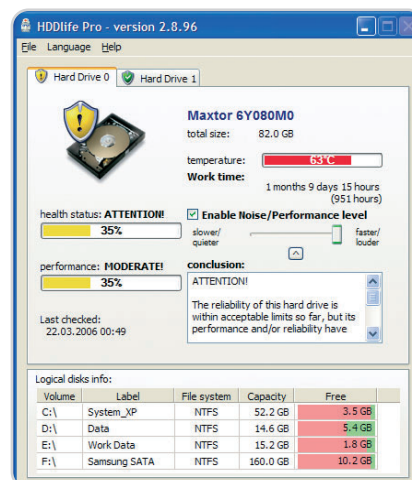 HDDlife Pro - version 2.8.96
File Language Help
Hard Drive 0 Hard Drive 1
Maxtor 6Y080M0
total size: 82.0 GB
temperature: 63°C
Work time:
1 months 9 days 15 hours
(951 hours)
health status: ATTENTION!
35%
Enable Noise/Performance level
slower/
quieter
faster/
louder
performance: MODERATE!
35%
conclusion:
ATTENTION!
The reliability of this hard drive is
within acceptable limits so far, but its
performance and/or reliability have
Last checked:
22.03.2006 00:49
Logical disks info:
Volume Label File system Capacity Free
C:\ System_XP NTFS 52.2 GB 3.5 GB
D:\ Data NTFS 14.6 GB 5.4 GB
E:\ Work Data NTFS 15.2 GB 1.8 GB
F:\ Samsung SATA NTFS 160.0 GB 10.2 GB